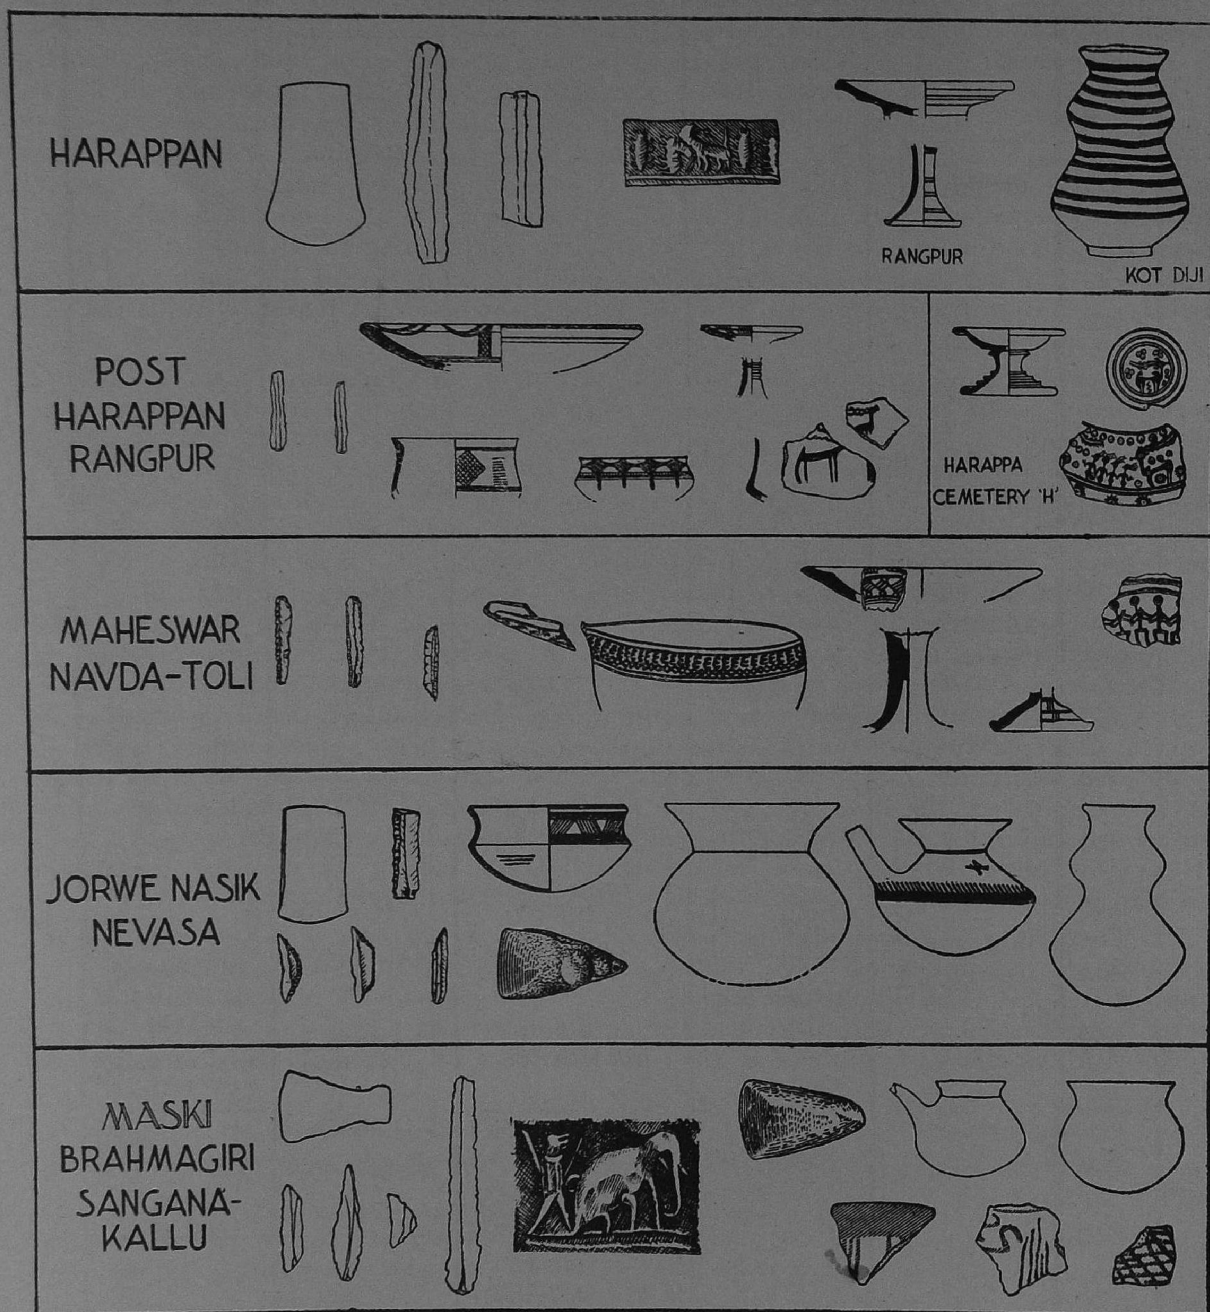 HARAPPAN
RANGPUR
KOT DIJI
POST
HARAPPAN
RANGPUR
HARAPPA
CEMETERY 'H'
MAHESWAR
NAVDA-TOLI
JORWE NASIK
NEVASA
MASKI
BRAHMAGIRI
SANGANA-
KALLU